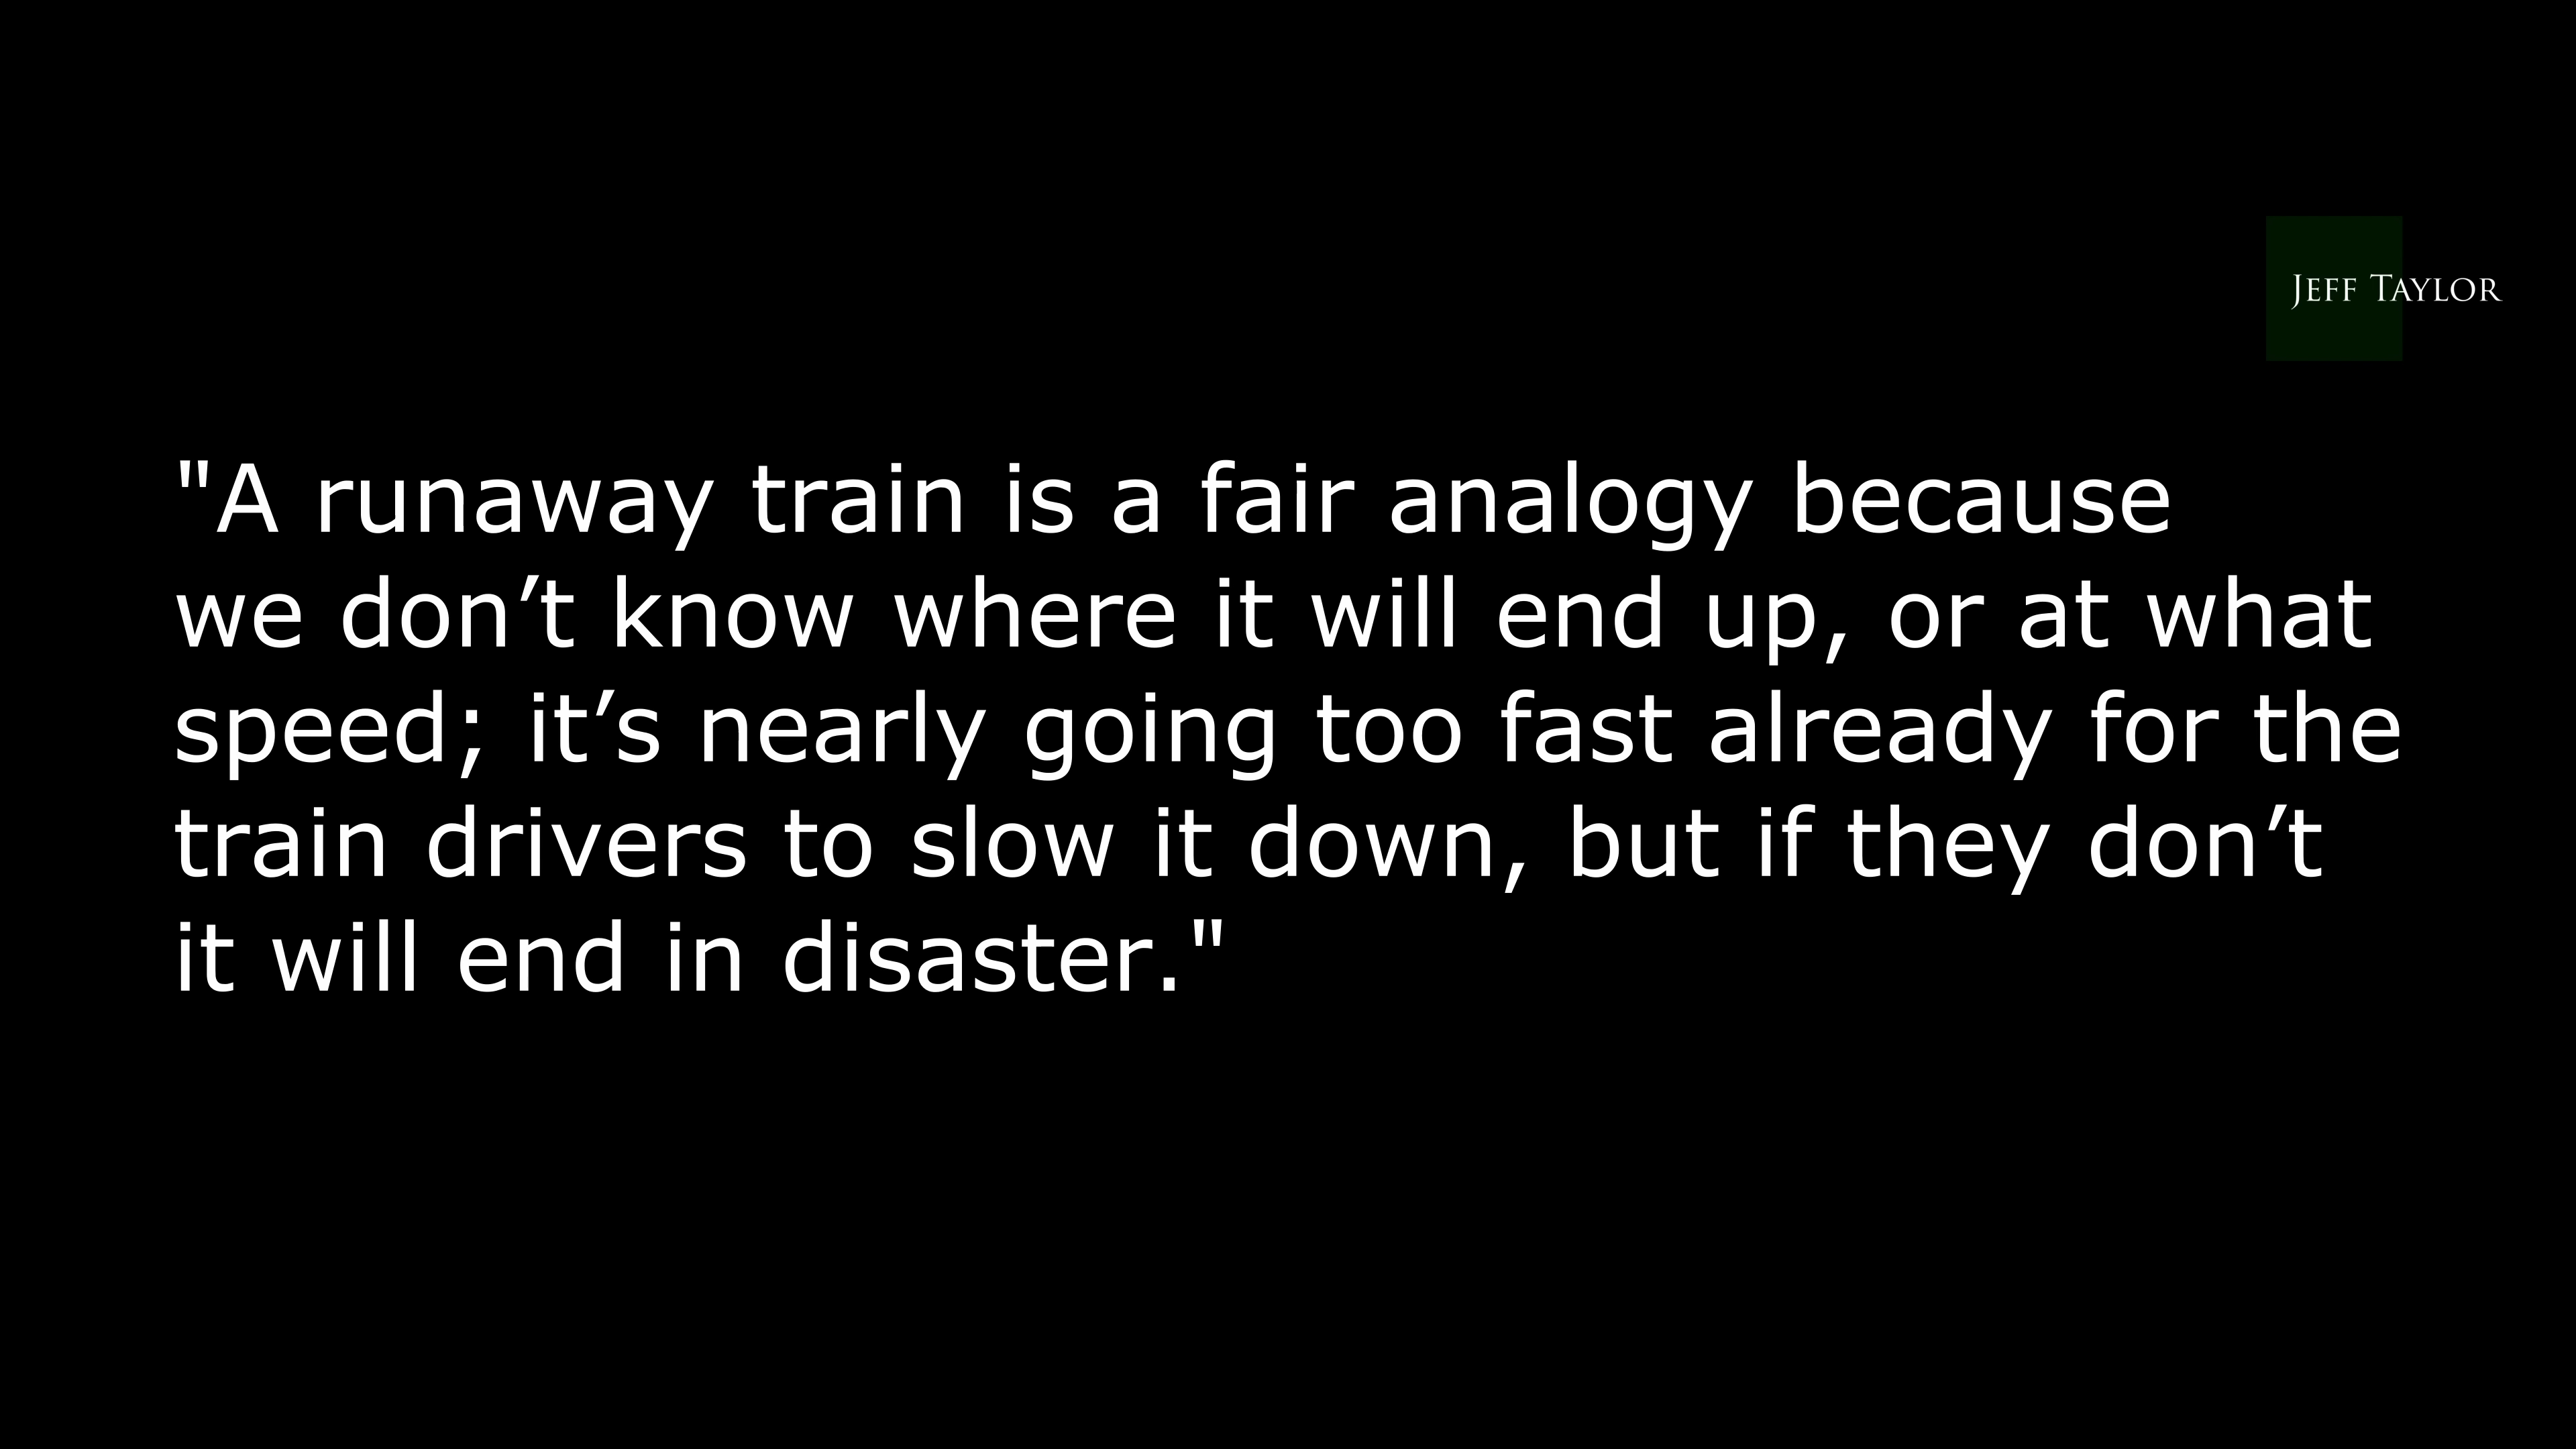 JEFF TAYLOR
"A runaway train is a fair analogy because
we don’t know where it will end up, or at what
speed; it’s nearly going too fast already for the
train drivers to slow it down, but if they don’t
it will end in disaster."